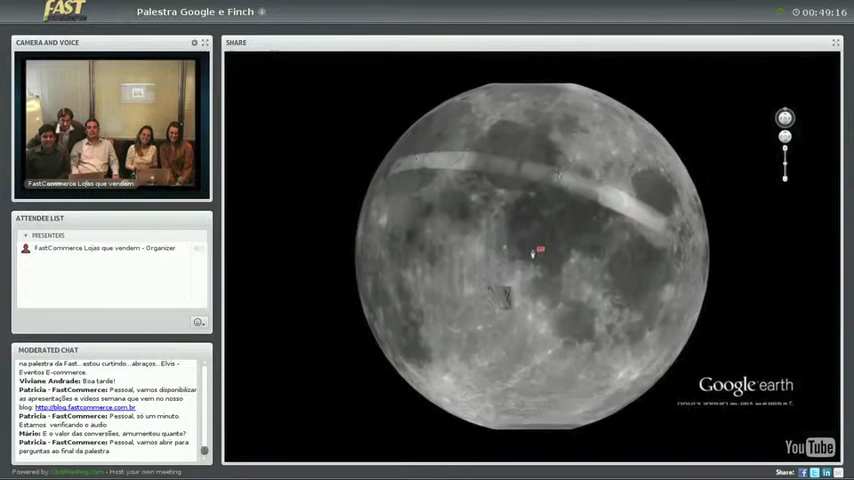 FAST
Palestra Google e Finch
00:49:16
CAMERA AND VOICE
FastCommerce Lojas que vendem
SHARE
ATTENDEE LIST
PRESENTERS
FastCommerce Lojas que vendem - Organizer
MODERATED CHAT
na palestra da Fast...estou curtindo...abraços...Elvis -
Eventos E-commerce.
Viviane Andrade: Boa tarde!
Patricia - FastCommerce: Pessoal, vamos disponibilizar
as apresentações e vídeos semana que vem no nosso
blog: http://blog.fastcommerce.com.br
Patricia - FastCommerce: Pessoal, só um minuto.
Estamos verificando o áudio
Mário: E o valor das conversões, amumentou quanto?
Patricia - FastCommerce: Pessoal, vamos abrir para
perguntas ao final da palestra
Google earth
YouTube
Powered by ClickMeeting.com - Host your own meeting
Share: